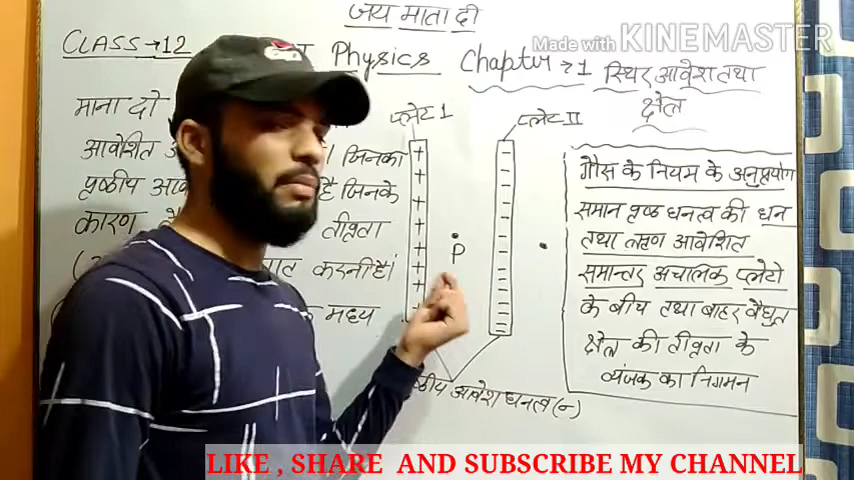 जय माता दी
Made with KINEMASTER
CLASS → 12 Physics Chapter → 1 स्थिर आवेश तथा
क्षेत्र
माना दो
आवेशित जिनका
पृष्ठीय है जिनके
कारण तीव्रता
करनी है।
मध्य
प्लेट I
प्लेट II
+
+
+
+
+
+
+
P
गौस के नियम के अनुप्रयोग
समान पृष्ठ घनत्व की धन
तथा ऋण आवेशित
समान्तर अचालक प्लेटो
के बीच तथा बाहर वैधुत
क्षेत्र की तीव्रता के
व्यंजक का निगमन
आवेश घनत्व (σ)
LIKE , SHARE AND SUBSCRIBE MY CHANNEL